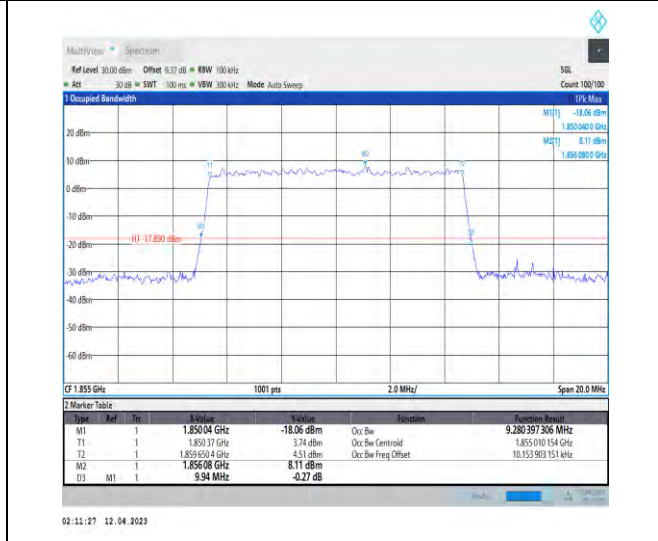 MultiView Spectrum
Ref Level 30.00 dBm Offset 9.37 dB RBW 100 kHz SGL
Att 30 dB SWT 100 ms VBW 300 kHz Mode Auto Sweep Count 100/100
1 Occupied Bandwidth 1Pk Max
M1[1] -18.06 dBm
1.850 040 0 GHz
M2[1] 8.11 dBm
1.856 080 0 GHz
20 dBm
10 dBm
M2
T1
T2
0 dBm
-10 dBm
M1
D3
H1 -17.890 dBm
-20 dBm
-30 dBm
-40 dBm
-50 dBm
-60 dBm
CF 1.855 GHz 1001 pts 2.0 MHz/ Span 20.0 MHz
2 Marker Table
Type Ref Trc X-Value Y-Value Function Function Result
M1 1 1.85004 GHz -18.06 dBm Occ Bw 9.280 397 306 MHz
T1 1 1.850 37 GHz 3.74 dBm Occ Bw Centroid 1.855 010 154 GHz
T2 1 1.859 650 4 GHz 4.51 dBm Occ Bw Freq Offset 10.153 903 151 kHz
M2 1 1.85608 GHz 8.11 dBm
D3 M1 1 9.94 MHz -0.27 dB
Ready
02:11:27 12.04.2023